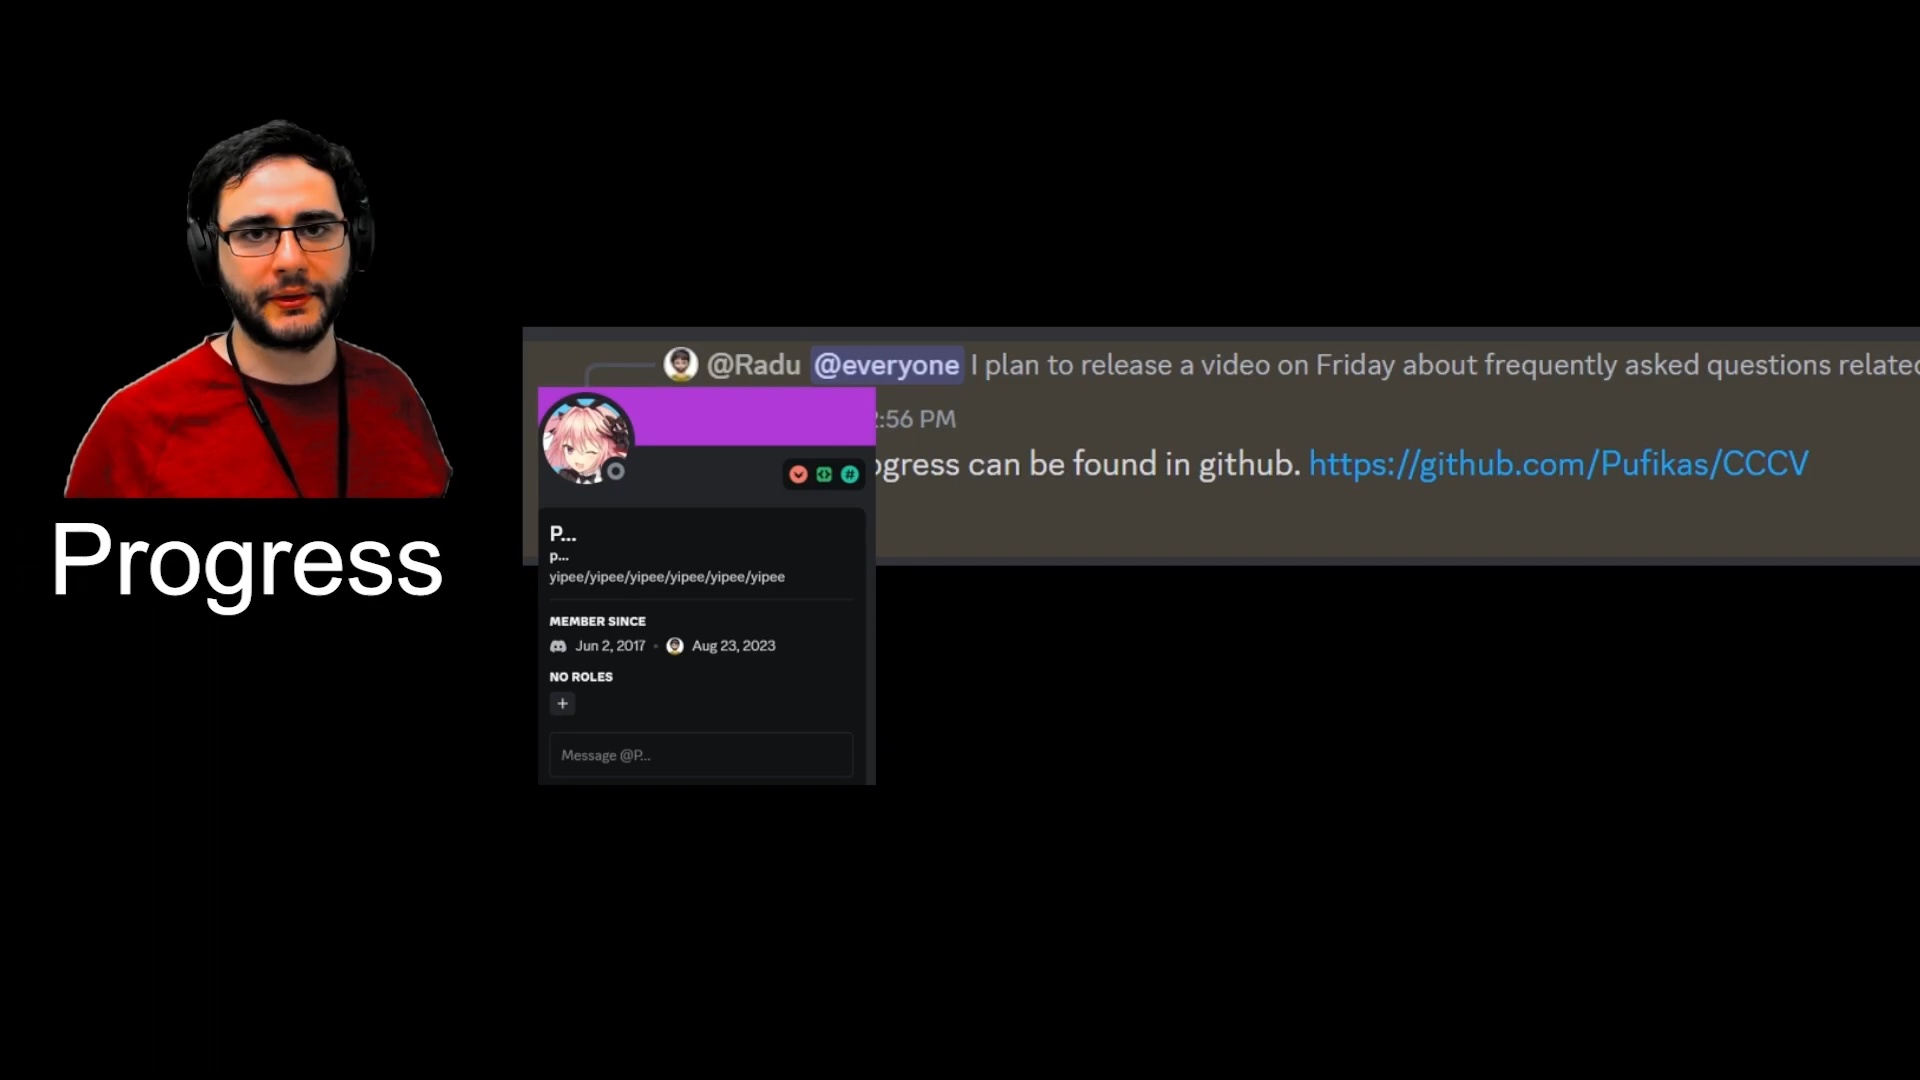 Progress
@Radu @everyone I plan to release a video on Friday about frequently asked questions
:56 PM
ogress can be found in github. https://github.com/Pufikas/CCCV
P...
p...
yipee/yipee/yipee/yipee/yipee/yipee
MEMBER SINCE
Jun 2, 2017 • Aug 23, 2023
NO ROLES
+
Message @P...